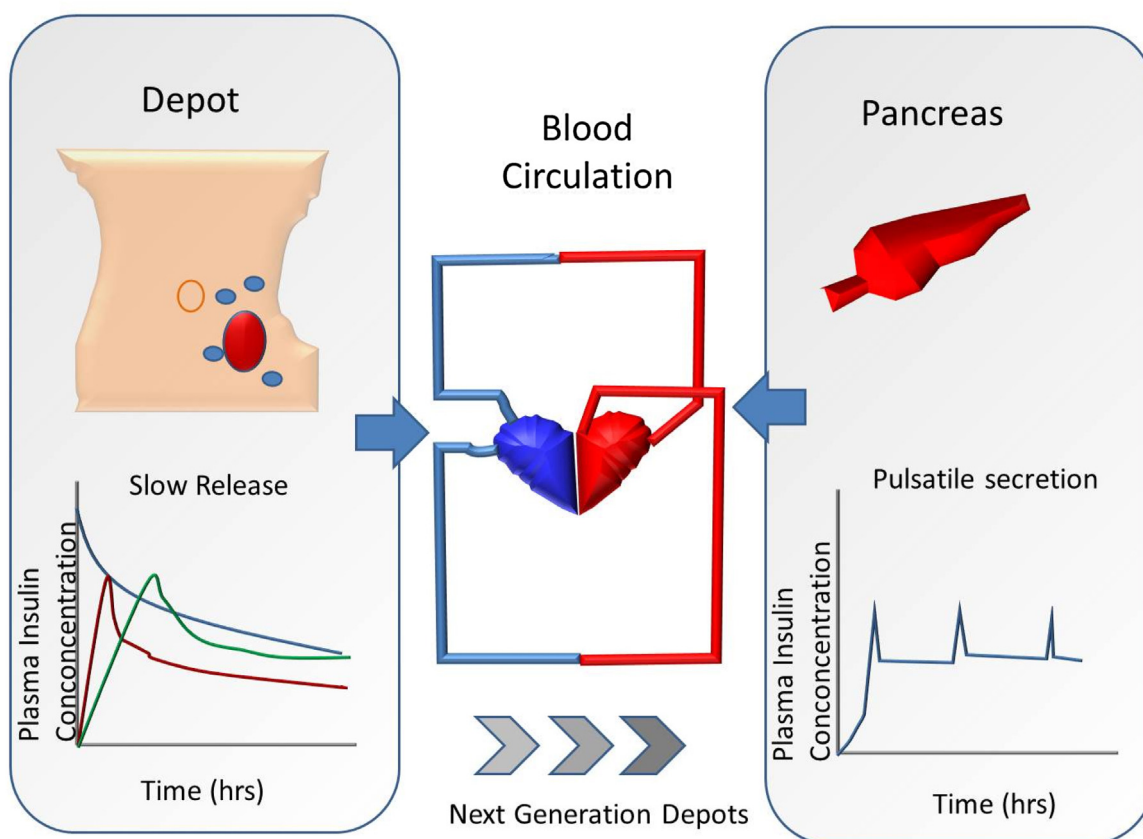 Depot
Slow Release
Plasma Insulin
Conconcentration
Time (hrs)
Blood
Circulation
Next Generation Depots
Pancreas
Pulsatile secretion
Plasma Insulin
Conconcentration
Time (hrs)